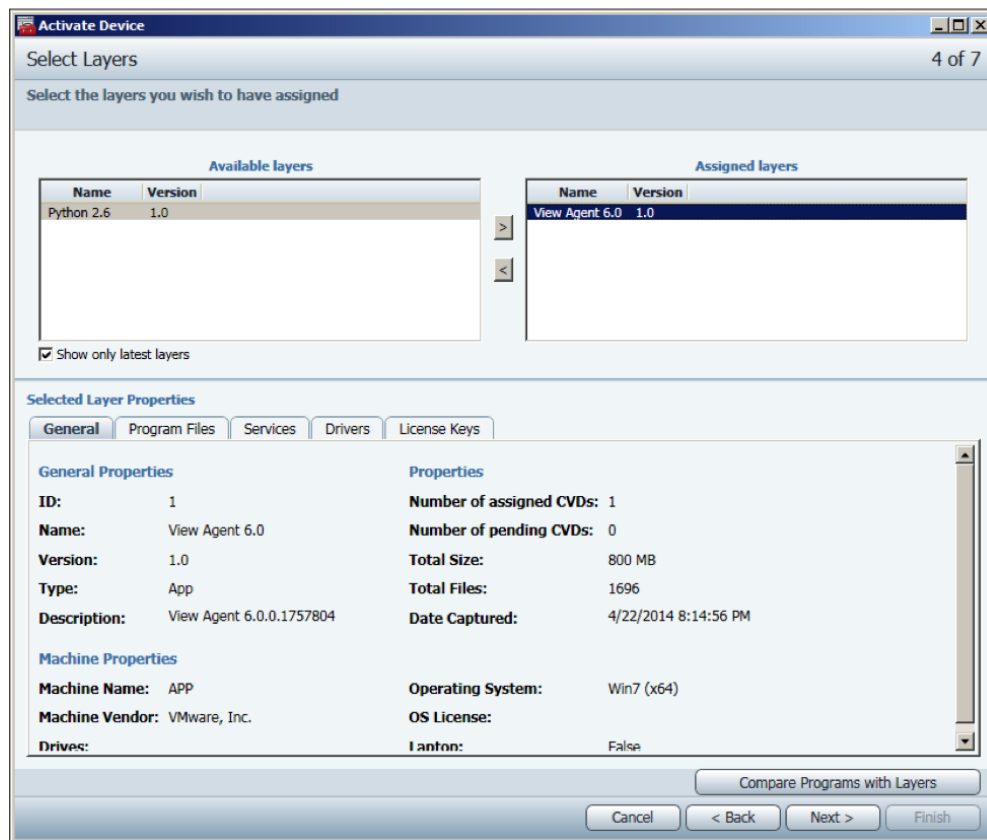 Activate Device
Select Layers 4 of 7
Select the layers you wish to have assigned
Available layers Assigned layers
Name Version Name Version
Python 2.6 1.0 View Agent 6.0 1.0
>
<
Show only latest layers
Selected Layer Properties
General Program Files Services Drivers License Keys
General Properties Properties
ID: 1 Number of assigned CVDs: 1
Name: View Agent 6.0 Number of pending CVDs: 0
Version: 1.0 Total Size: 800 MB
Type: App Total Files: 1696
Description: View Agent 6.0.0.1757804 Date Captured: 4/22/2014 8:14:56 PM
Machine Properties
Machine Name: APP Operating System: Win7 (x64)
Machine Vendor: VMware, Inc. OS License:
Drives: Laptop: False
Compare Programs with Layers
Cancel < Back Next > Finish